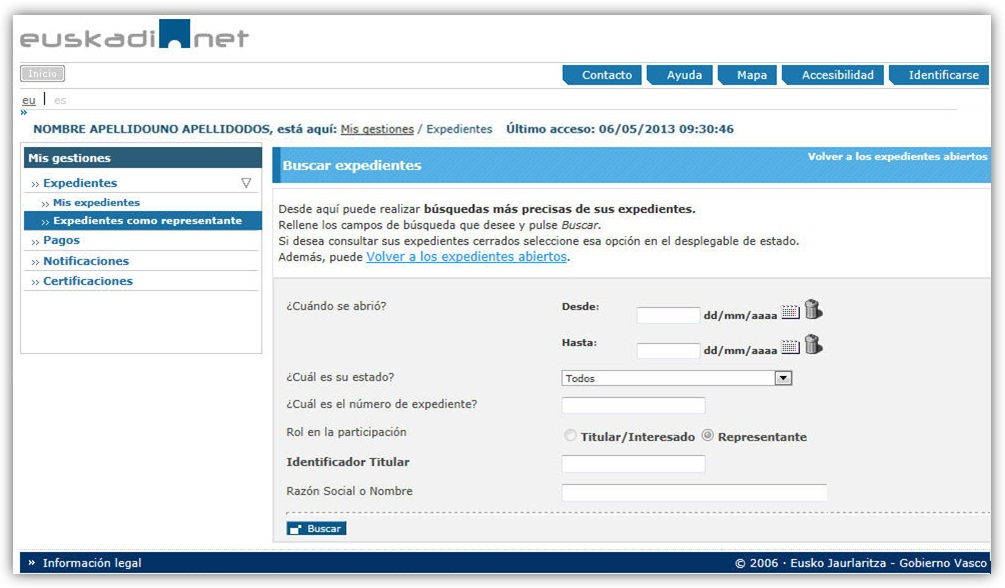 euskadi.net
Inicio
Contacto Ayuda Mapa Accesibilidad Identificarse
eu | es
»
NOMBRE APELLIDOUNO APELLIDODOS, está aquí: Mis gestiones / Expedientes Último acceso: 06/05/2013 09:30:46
Mis gestiones
» Expedientes
» Mis expedientes
» Expedientes como representante
» Pagos
» Notificaciones
» Certificaciones
Buscar expedientes
Volver a los expedientes abiertos
Desde aquí puede realizar búsquedas más precisas de sus expedientes.
Rellene los campos de búsqueda que desee y pulse Buscar.
Si desea consultar sus expedientes cerrados seleccione esa opción en el desplegable de estado.
Además, puede Volver a los expedientes abiertos.
¿Cuándo se abrió? Desde: dd/mm/aaaa
Hasta: dd/mm/aaaa
¿Cuál es su estado? Todos
¿Cuál es el número de expediente?
Rol en la participación Titular/Interesado Representante
Identificador Titular
Razón Social o Nombre
Buscar
» Información legal © 2006 · Eusko Jaurlaritza - Gobierno Vasco